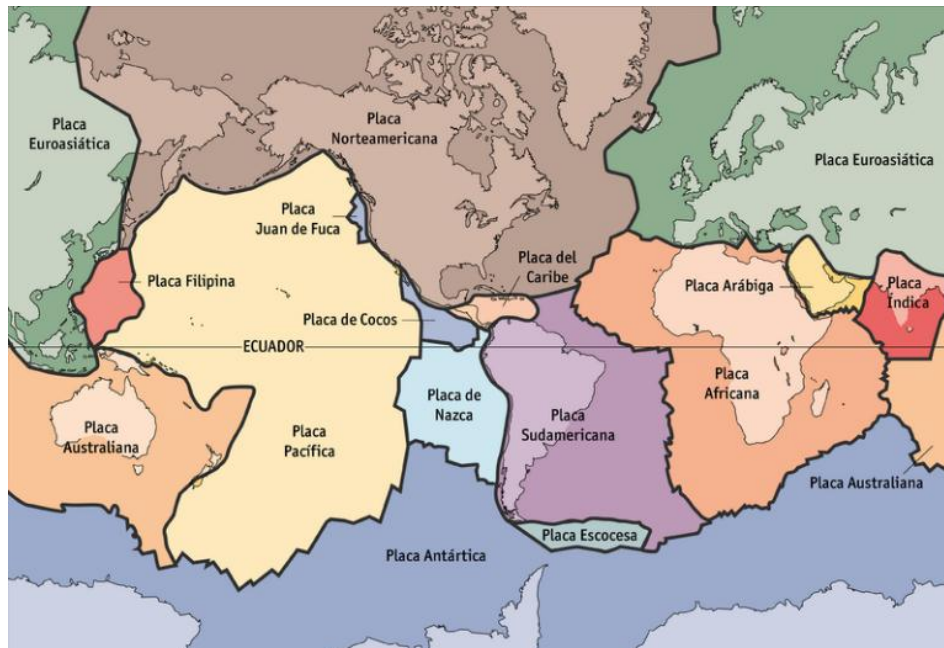 Placa
Euroasiática
Placa
Norteamericana
Placa Euroasiática
Placa
Juan de Fuca
Placa Filipina
Placa del
Caribe
Placa Arábiga
Placa
Índica
Placa de Cocos
ECUADOR
Placa
Australiana
Placa
Pacífica
Placa de
Nazca
Placa
Sudamericana
Placa
Africana
Placa Australiana
Placa Antártica
Placa Escocesa